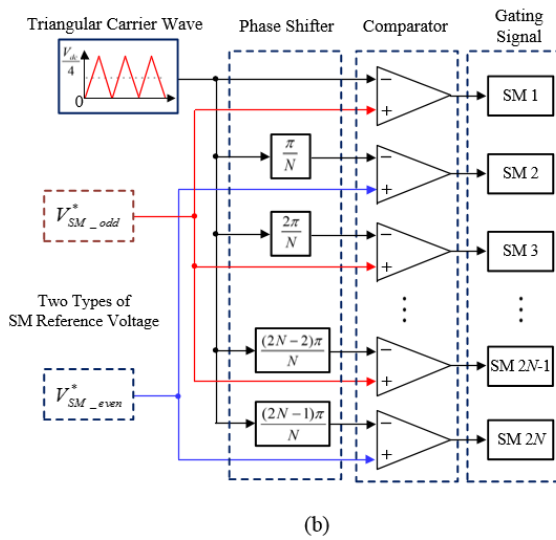 Triangular Carrier Wave
Phase Shifter
Comparator
Gating
Signal
V_dc/4
0
−
+
SM 1
π/N
−
+
SM 2
V*_SM_odd
2π/N
−
+
SM 3
Two Types of
SM Reference Voltage
⋮
⋮
(2N−2)π/N
−
+
SM 2N-1
V*_SM_even
(2N−1)π/N
−
+
SM 2N
(b)